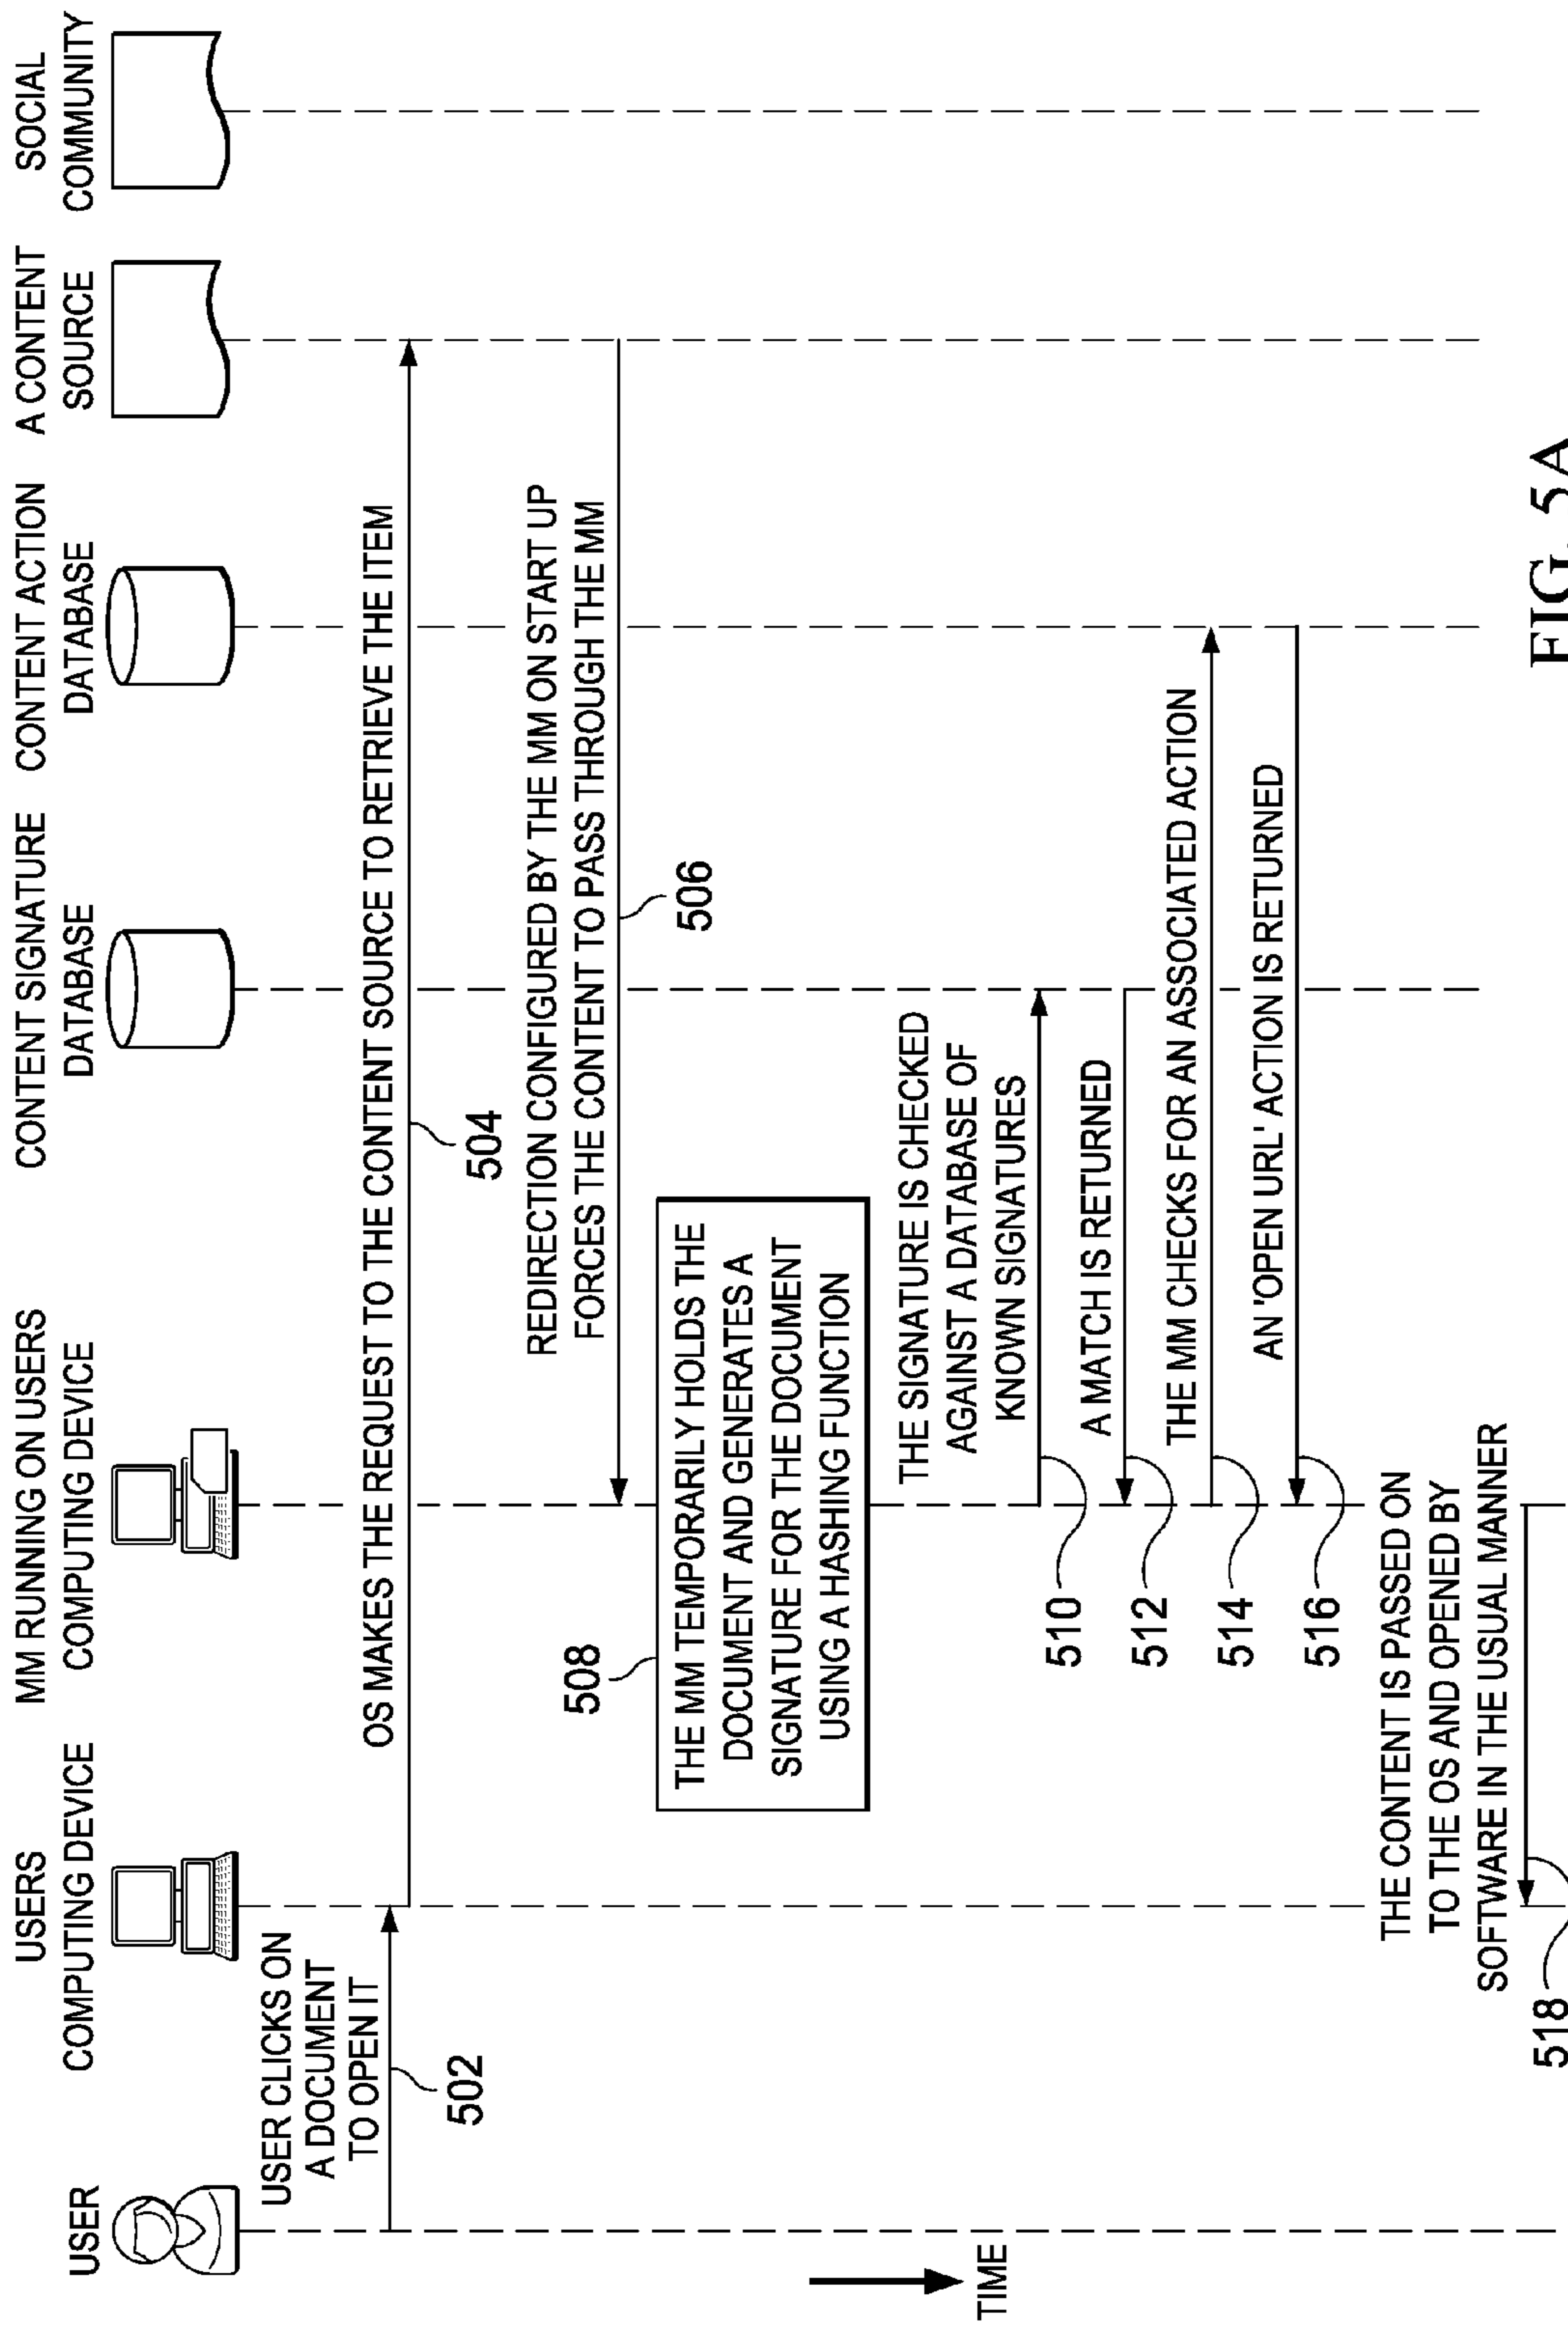 USER
USERS
COMPUTING DEVICE
MM RUNNING ON USERS
COMPUTING DEVICE
CONTENT SIGNATURE
DATABASE
CONTENT ACTION
DATABASE
A CONTENT
SOURCE
SOCIAL
COMMUNITY
USER CLICKS ON
A DOCUMENT
TO OPEN IT
502
OS MAKES THE REQUEST TO THE CONTENT SOURCE TO RETRIEVE THE ITEM
504
REDIRECTION CONFIGURED BY THE MM ON START UP
FORCES THE CONTENT TO PASS THROUGH THE MM
506
508
THE MM TEMPORARILY HOLDS THE
DOCUMENT AND GENERATES A
SIGNATURE FOR THE DOCUMENT
USING A HASHING FUNCTION
THE SIGNATURE IS CHECKED
AGAINST A DATABASE OF
KNOWN SIGNATURES
510
A MATCH IS RETURNED
512
THE MM CHECKS FOR AN ASSOCIATED ACTION
514
AN 'OPEN URL' ACTION IS RETURNED
516
THE CONTENT IS PASSED ON
TO THE OS AND OPENED BY
SOFTWARE IN THE USUAL MANNER
518
TIME
FIG. 5A